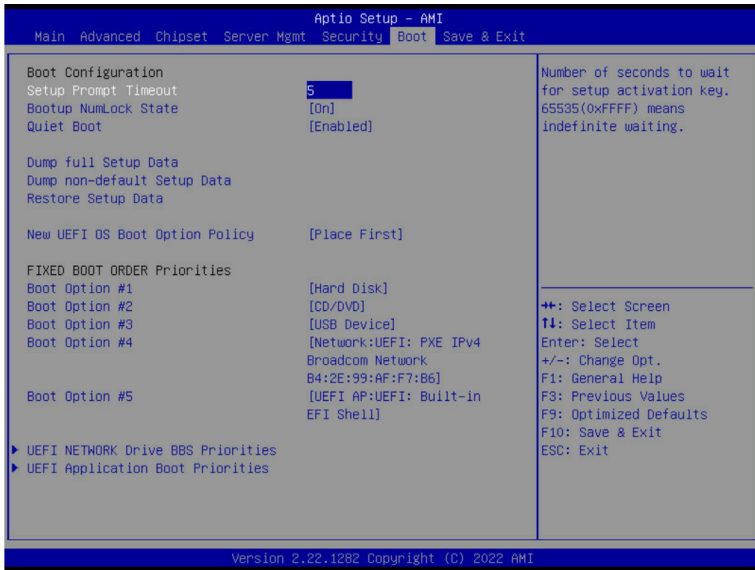 Aptio Setup – AMI
Main Advanced Chipset Server Mgmt Security Boot Save & Exit
Boot Configuration
Setup Prompt Timeout 5
Bootup NumLock State [On]
Quiet Boot [Enabled]
Dump full Setup Data
Dump non-default Setup Data
Restore Setup Data
New UEFI OS Boot Option Policy [Place First]
FIXED BOOT ORDER Priorities
Boot Option #1 [Hard Disk]
Boot Option #2 [CD/DVD]
Boot Option #3 [USB Device]
Boot Option #4 [Network:UEFI: PXE IPv4
Broadcom Network
B4:2E:99:AF:F7:B6]
Boot Option #5 [UEFI AP:UEFI: Built-in
EFI Shell]
UEFI NETWORK Drive BBS Priorities
UEFI Application Boot Priorities
Number of seconds to wait
for setup activation key.
65535(0xFFFF) means
indefinite waiting.
→←: Select Screen
↑↓: Select Item
Enter: Select
+/-: Change Opt.
F1: General Help
F3: Previous Values
F9: Optimized Defaults
F10: Save & Exit
ESC: Exit
Version 2.22.1282 Copyright (C) 2022 AMI